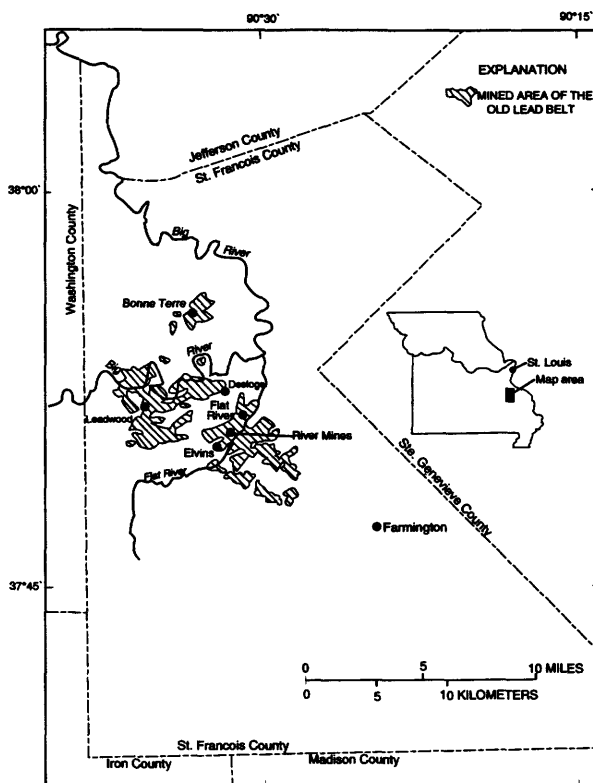 90°30'
90°15'
EXPLANATION
MINED AREA OF THE
OLD LEAD BELT
Jefferson County
St. Francois County
38°00'
Washington County
Big
River
Bonne Terre
River
Big
Desloge
St. Louis
Map area
Flat
River
Leadwood
River Mines
Elvins
Flat River
Ste. Genevieve County
Farmington
37°45'
0 5 10 MILES
0 5 10 KILOMETERS
St. Francois County
Iron County
Madison County